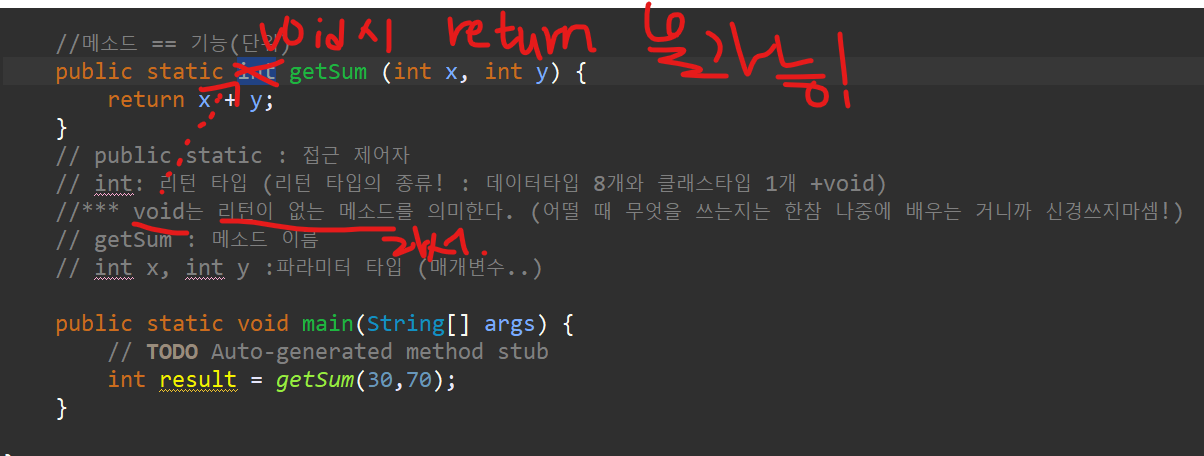 //메소드 == 기능(단위)
void시 return 불가능!
public static int getSum (int x, int y) {
return x + y;
}
// public static : 접근 제어자
// int: 리턴 타입 (리턴 타입의 종류! : 데이터타입 8개와 클래스타입 1개 +void)
//*** void는 리턴이 없는 메소드를 의미한다. (어떨 때 무엇을 쓰는지는 한참 나중에 배우는 거니까 신경쓰지마셈!)
// getSum : 메소드 이름
// int x, int y :파라미터 타입 (매개변수..)
public static void main(String[] args) {
// TODO Auto-generated method stub
int result = getSum(30,70);
}